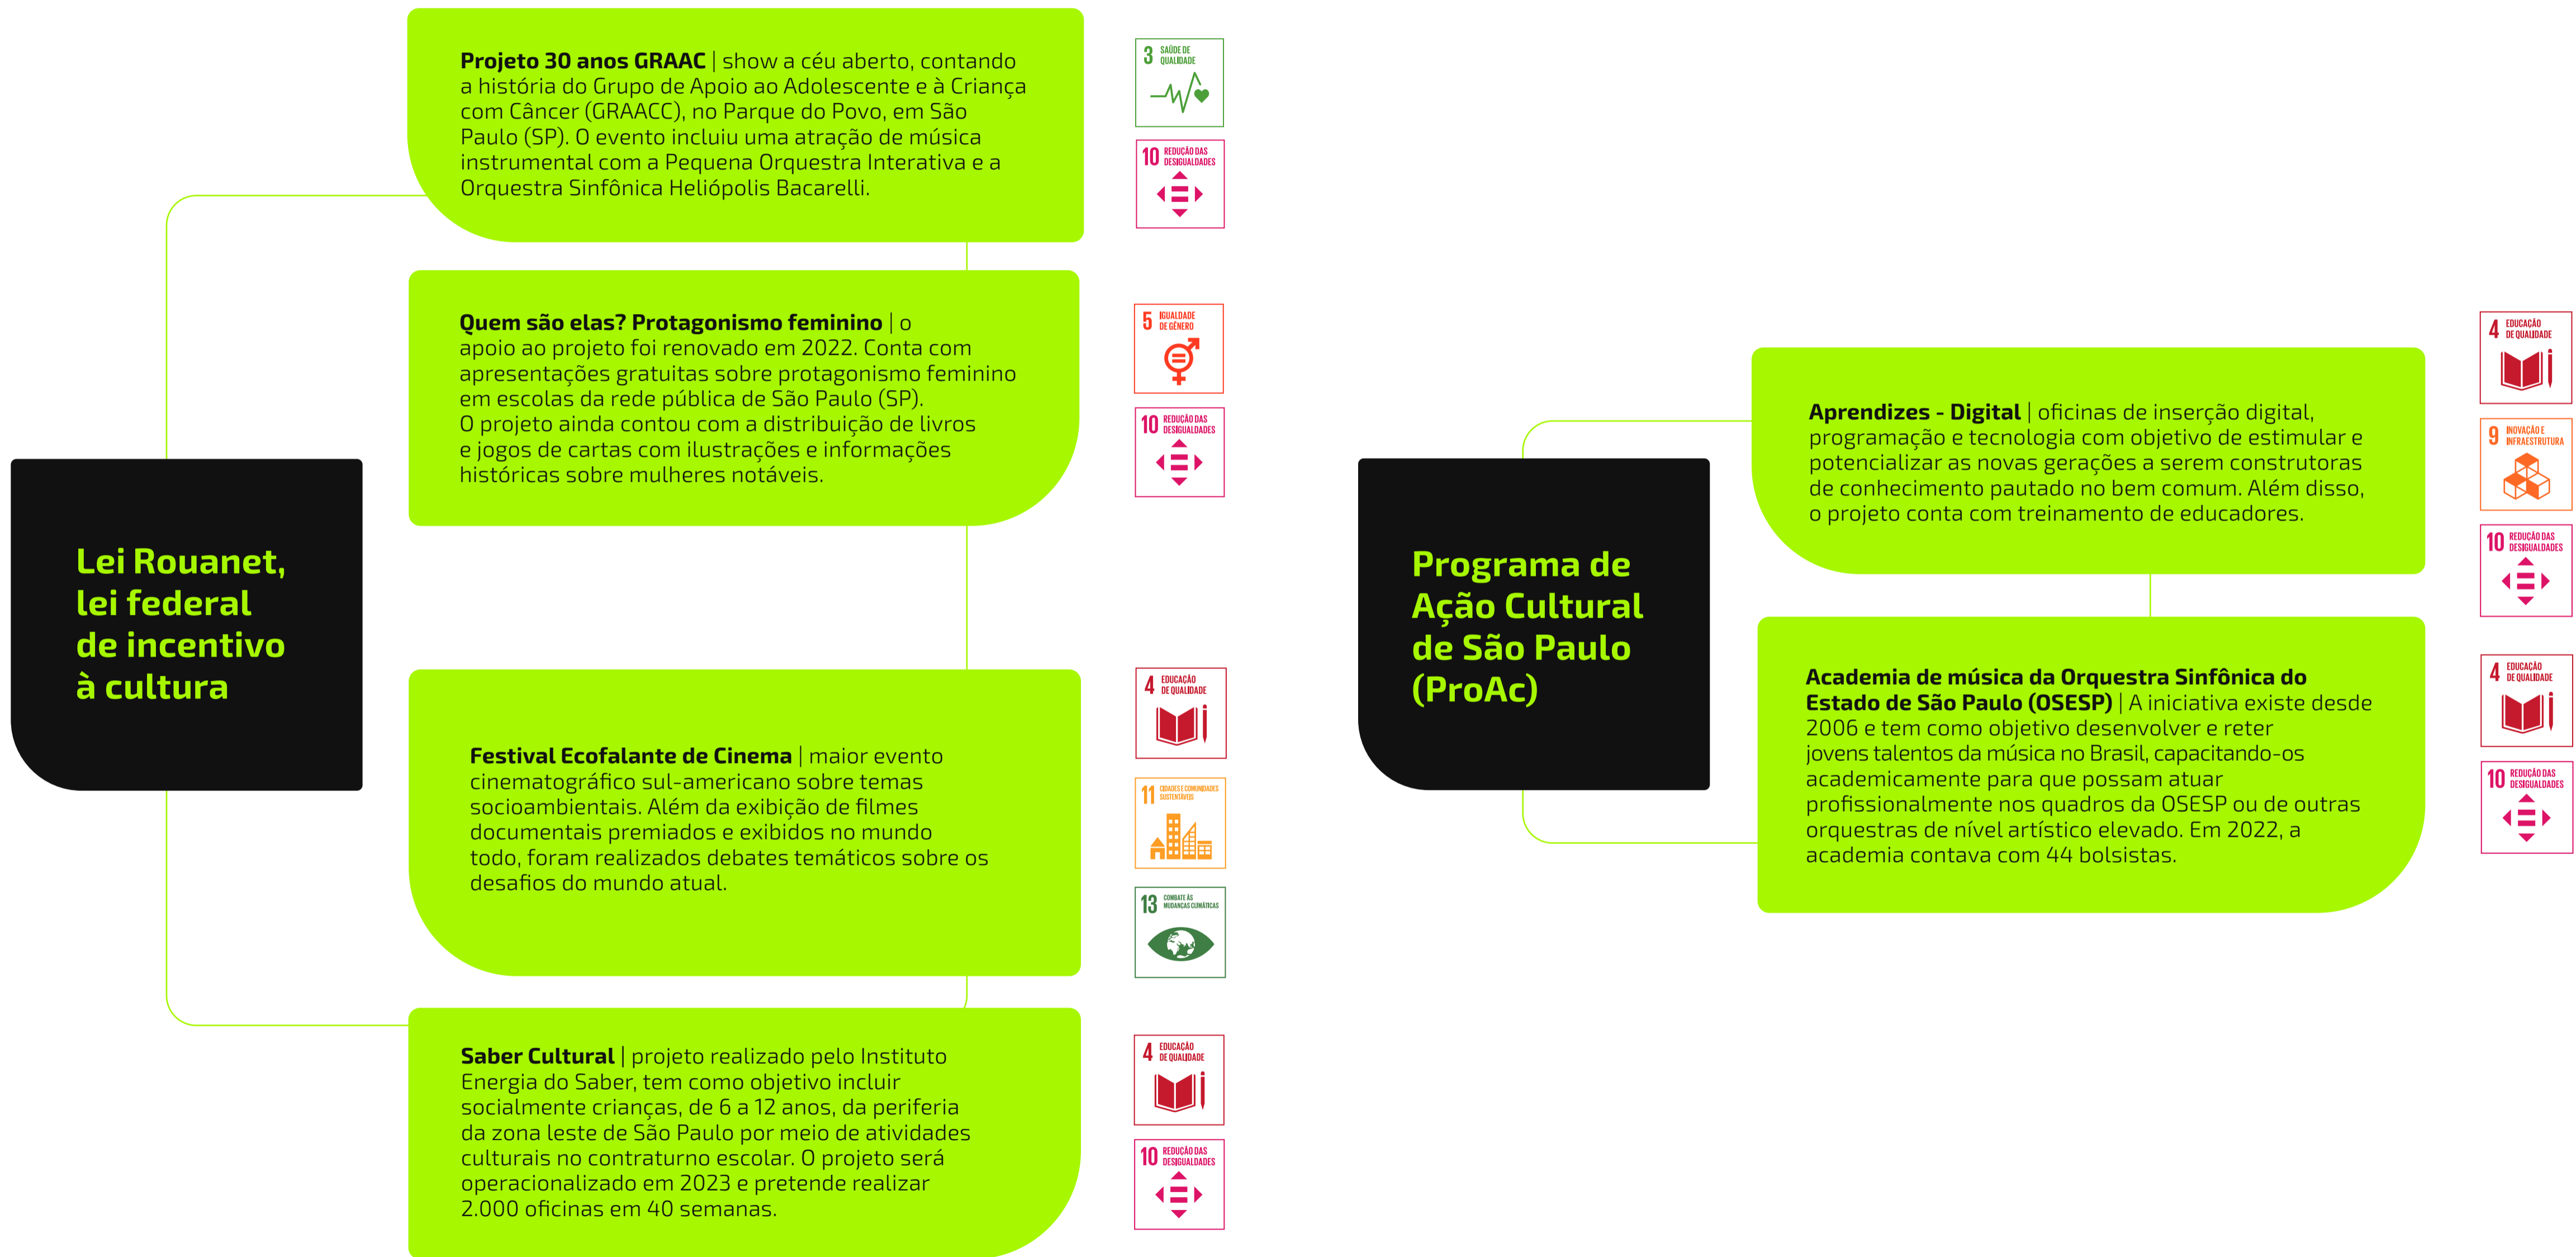 Lei Rouanet,
lei federal
de incentivo
à cultura
Projeto 30 anos GRAAC | show a céu aberto, contando
a história do Grupo de Apoio ao Adolescente e à Criança
com Câncer (GRAACC), no Parque do Povo, em São
Paulo (SP). O evento incluiu uma atração de música
instrumental com a Pequena Orquestra Interativa e a
Orquestra Sinfônica Heliópolis Bacarelli.
3 SAÚDE DE
QUALIDADE
10 REDUÇÃO DAS
DESIGUALDADES
Quem são elas? Protagonismo feminino | o
apoio ao projeto foi renovado em 2022. Conta com
apresentações gratuitas sobre protagonismo feminino
em escolas da rede pública de São Paulo (SP).
O projeto ainda contou com a distribuição de livros
e jogos de cartas com ilustrações e informações
históricas sobre mulheres notáveis.
5 IGUALDADE
DE GÊNERO
10 REDUÇÃO DAS
DESIGUALDADES
Festival Ecofalante de Cinema | maior evento
cinematográfico sul-americano sobre temas
socioambientais. Além da exibição de filmes
documentais premiados e exibidos no mundo
todo, foram realizados debates temáticos sobre os
desafios do mundo atual.
4 EDUCAÇÃO
DE QUALIDADE
11 CIDADES E COMUNIDADES
SUSTENTÁVEIS
13 COMBATE ÀS
MUDANÇAS CLIMÁTICAS
Saber Cultural | projeto realizado pelo Instituto
Energia do Saber, tem como objetivo incluir
socialmente crianças, de 6 a 12 anos, da periferia
da zona leste de São Paulo por meio de atividades
culturais no contraturno escolar. O projeto será
operacionalizado em 2023 e pretende realizar
2.000 oficinas em 40 semanas.
4 EDUCAÇÃO
DE QUALIDADE
10 REDUÇÃO DAS
DESIGUALDADES
Programa de
Ação Cultural
de São Paulo
(ProAc)
Aprendizes - Digital | oficinas de inserção digital,
programação e tecnologia com objetivo de estimular e
potencializar as novas gerações a serem construtoras
de conhecimento pautado no bem comum. Além disso,
o projeto conta com treinamento de educadores.
4 EDUCAÇÃO
DE QUALIDADE
9 INOVAÇÃO E
INFRAESTRUTURA
10 REDUÇÃO DAS
DESIGUALDADES
Academia de música da Orquestra Sinfônica do
Estado de São Paulo (OSESP) | A iniciativa existe desde
2006 e tem como objetivo desenvolver e reter
jovens talentos da música no Brasil, capacitando-os
academicamente para que possam atuar
profissionalmente nos quadros da OSESP ou de outras
orquestras de nível artístico elevado. Em 2022, a
academia contava com 44 bolsistas.
4 EDUCAÇÃO
DE QUALIDADE
10 REDUÇÃO DAS
DESIGUALDADES